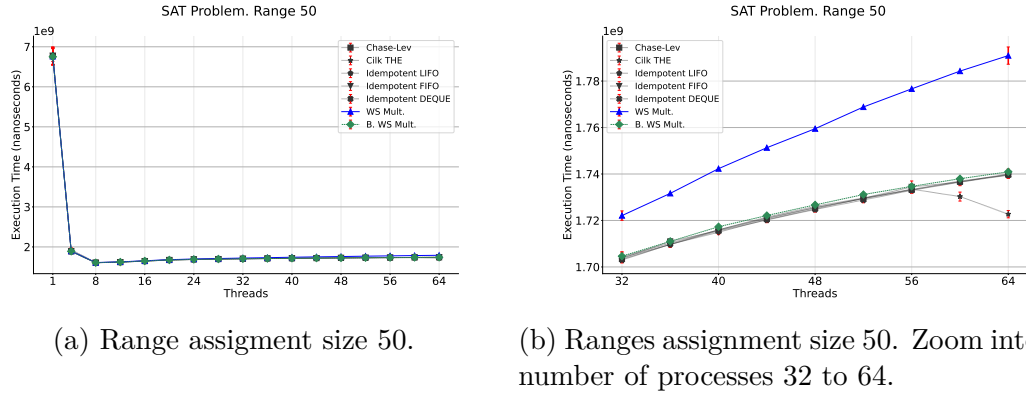 SAT Problem. Range 50
1e9
Execution Time (nanoseconds)
7
6
5
4
3
2
Chase-Lev
Cilk THE
Idempotent LIFO
Idempotent FIFO
Idempotent DEQUE
WS Mult.
B. WS Mult.
1 8 16 24 32 40 48 56 64
Threads
(a) Range assigment size 50.
SAT Problem. Range 50
1e9
Execution Time (nanoseconds)
1.78
1.76
1.74
1.72
1.70
Chase-Lev
Cilk THE
Idempotent LIFO
Idempotent FIFO
Idempotent DEQUE
WS Mult.
B. WS Mult.
32 40 48 56 64
Threads
(b) Ranges assignment size 50. Zoom int
number of processes 32 to 64.